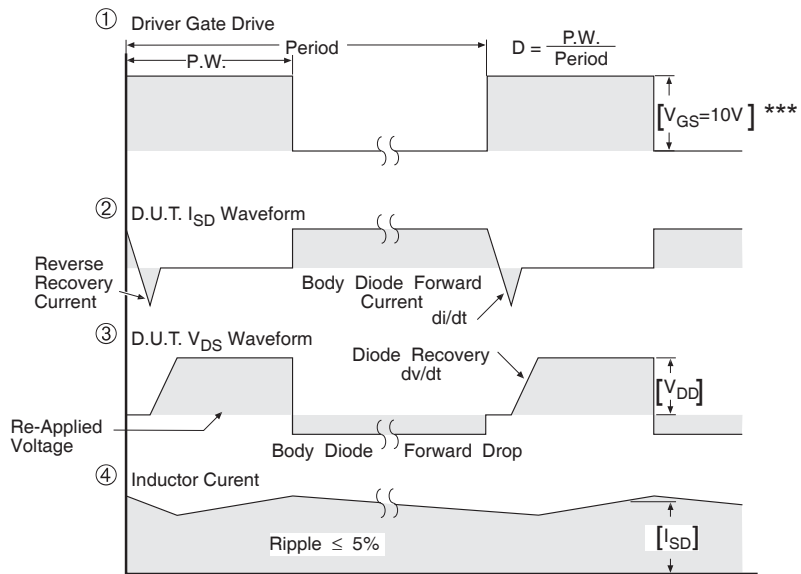 ① Driver Gate Drive
Period
P.W.
D = P.W.
Period
[VGS=10V] ***
② D.U.T. ISD Waveform
Reverse
Recovery
Current
Body Diode Forward
Current
di/dt
③ D.U.T. VDS Waveform
Diode Recovery
dv/dt
[VDD]
Re-Applied
Voltage
Body Diode Forward Drop
④ Inductor Curent
Ripple ≤ 5%
[ISD]